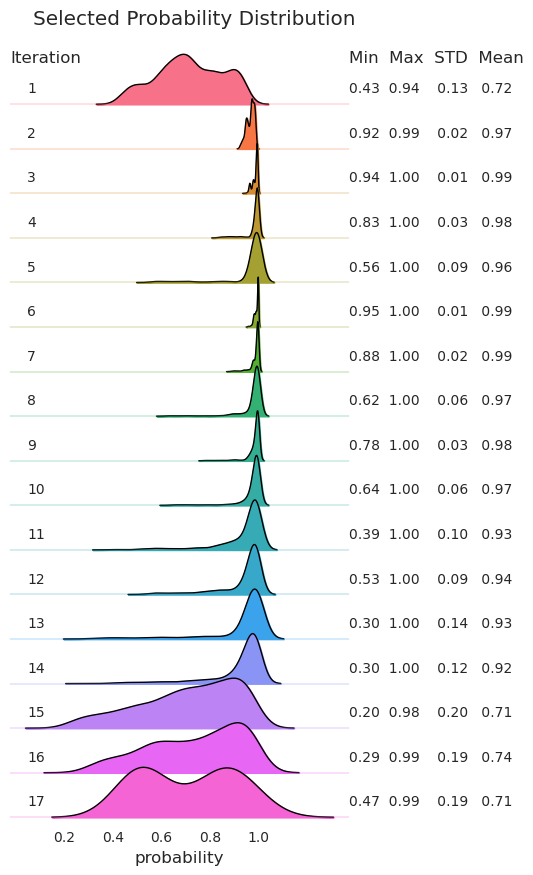 Selected Probability Distribution
Iteration Min Max STD Mean
1 0.43 0.94 0.13 0.72
2 0.92 0.99 0.02 0.97
3 0.94 1.00 0.01 0.99
4 0.83 1.00 0.03 0.98
5 0.56 1.00 0.09 0.96
6 0.95 1.00 0.01 0.99
7 0.88 1.00 0.02 0.99
8 0.62 1.00 0.06 0.97
9 0.78 1.00 0.03 0.98
10 0.64 1.00 0.06 0.97
11 0.39 1.00 0.10 0.93
12 0.53 1.00 0.09 0.94
13 0.30 1.00 0.14 0.93
14 0.30 1.00 0.12 0.92
15 0.20 0.98 0.20 0.71
16 0.29 0.99 0.19 0.74
17 0.47 0.99 0.19 0.71
0.2 0.4 0.6 0.8 1.0
probability